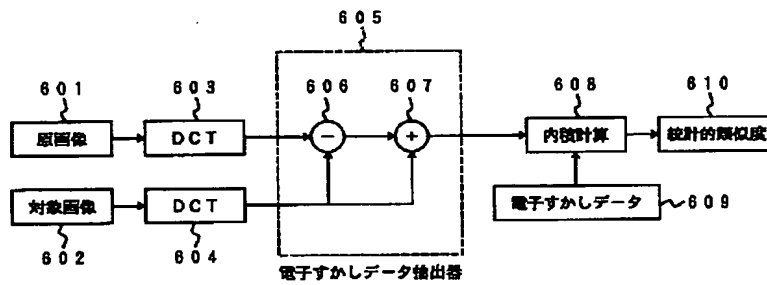 605
601
603
606
607
608
610
原画像
DCT
−
+
内積計算
統計的類似度
対象画像
DCT
電子すかしデータ
609
602
604
電子すかしデータ抽出器